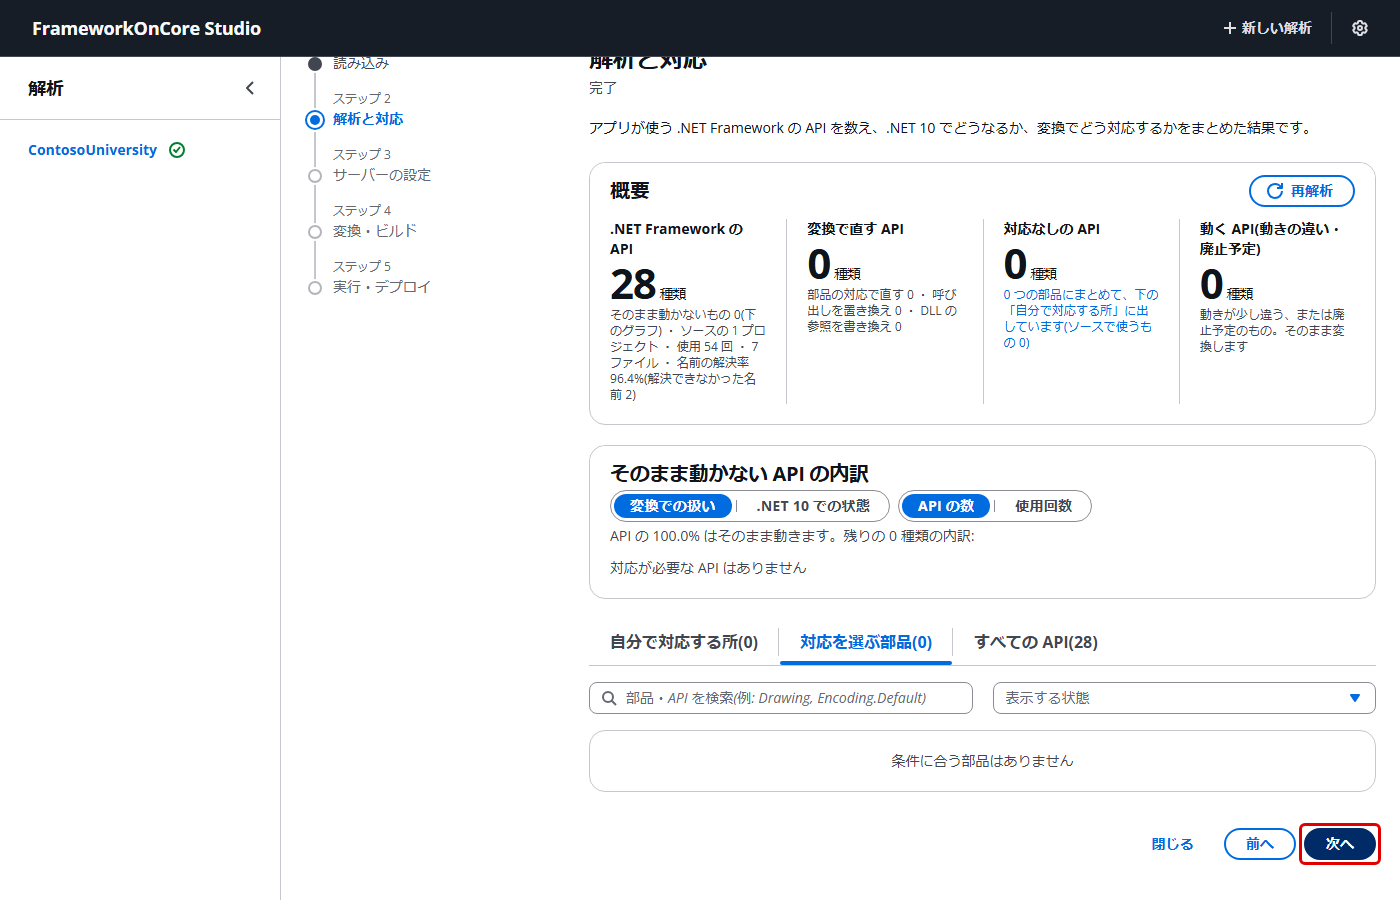 FrameworkOnCore Studio
新しい解析
解析
ContosoUniversity
読み込み
ステップ 2
解析と対応
ステップ 3
サーバーの設定
ステップ 4
変換・ビルド
ステップ 5
実行・デプロイ
解析と対応
完了
アプリが使う .NET Framework の API を数え、.NET 10 でどうなるか、変換でどう対応するかをまとめた結果です。
概要
再解析
.NET Framework の
API
28 種類
そのまま動かないもの 0(下
のグラフ) ・ ソースの 1 プロ
ジェクト ・ 使用 54 回 ・ 7
ファイル ・ 名前の解決率
96.4%(解決できなかった名
前 2)
変換で直す API
0 種類
部品の対応で直す 0 ・ 呼び
出しを置き換え 0 ・ DLL の
参照を書き換え 0
対応なしの API
0 種類
0 つの部品にまとめて、下の
「自分で対応する所」に出
しています(ソースで使うも
の 0)
動く API(動きの違い・
廃止予定)
0 種類
動きが少し違う、または廃
止予定のもの。そのまま変
換します
そのまま動かない API の内訳
変換での扱い
.NET 10 での状態
API の数
使用回数
API の 100.0% はそのまま動きます。残りの 0 種類の内訳:
対応が必要な API はありません
自分で対応する所(0)
対応を選ぶ部品(0)
すべての API(28)
部品・API を検索(例: Drawing, Encoding.Default)
表示する状態
条件に合う部品はありません
閉じる
前へ
次へ